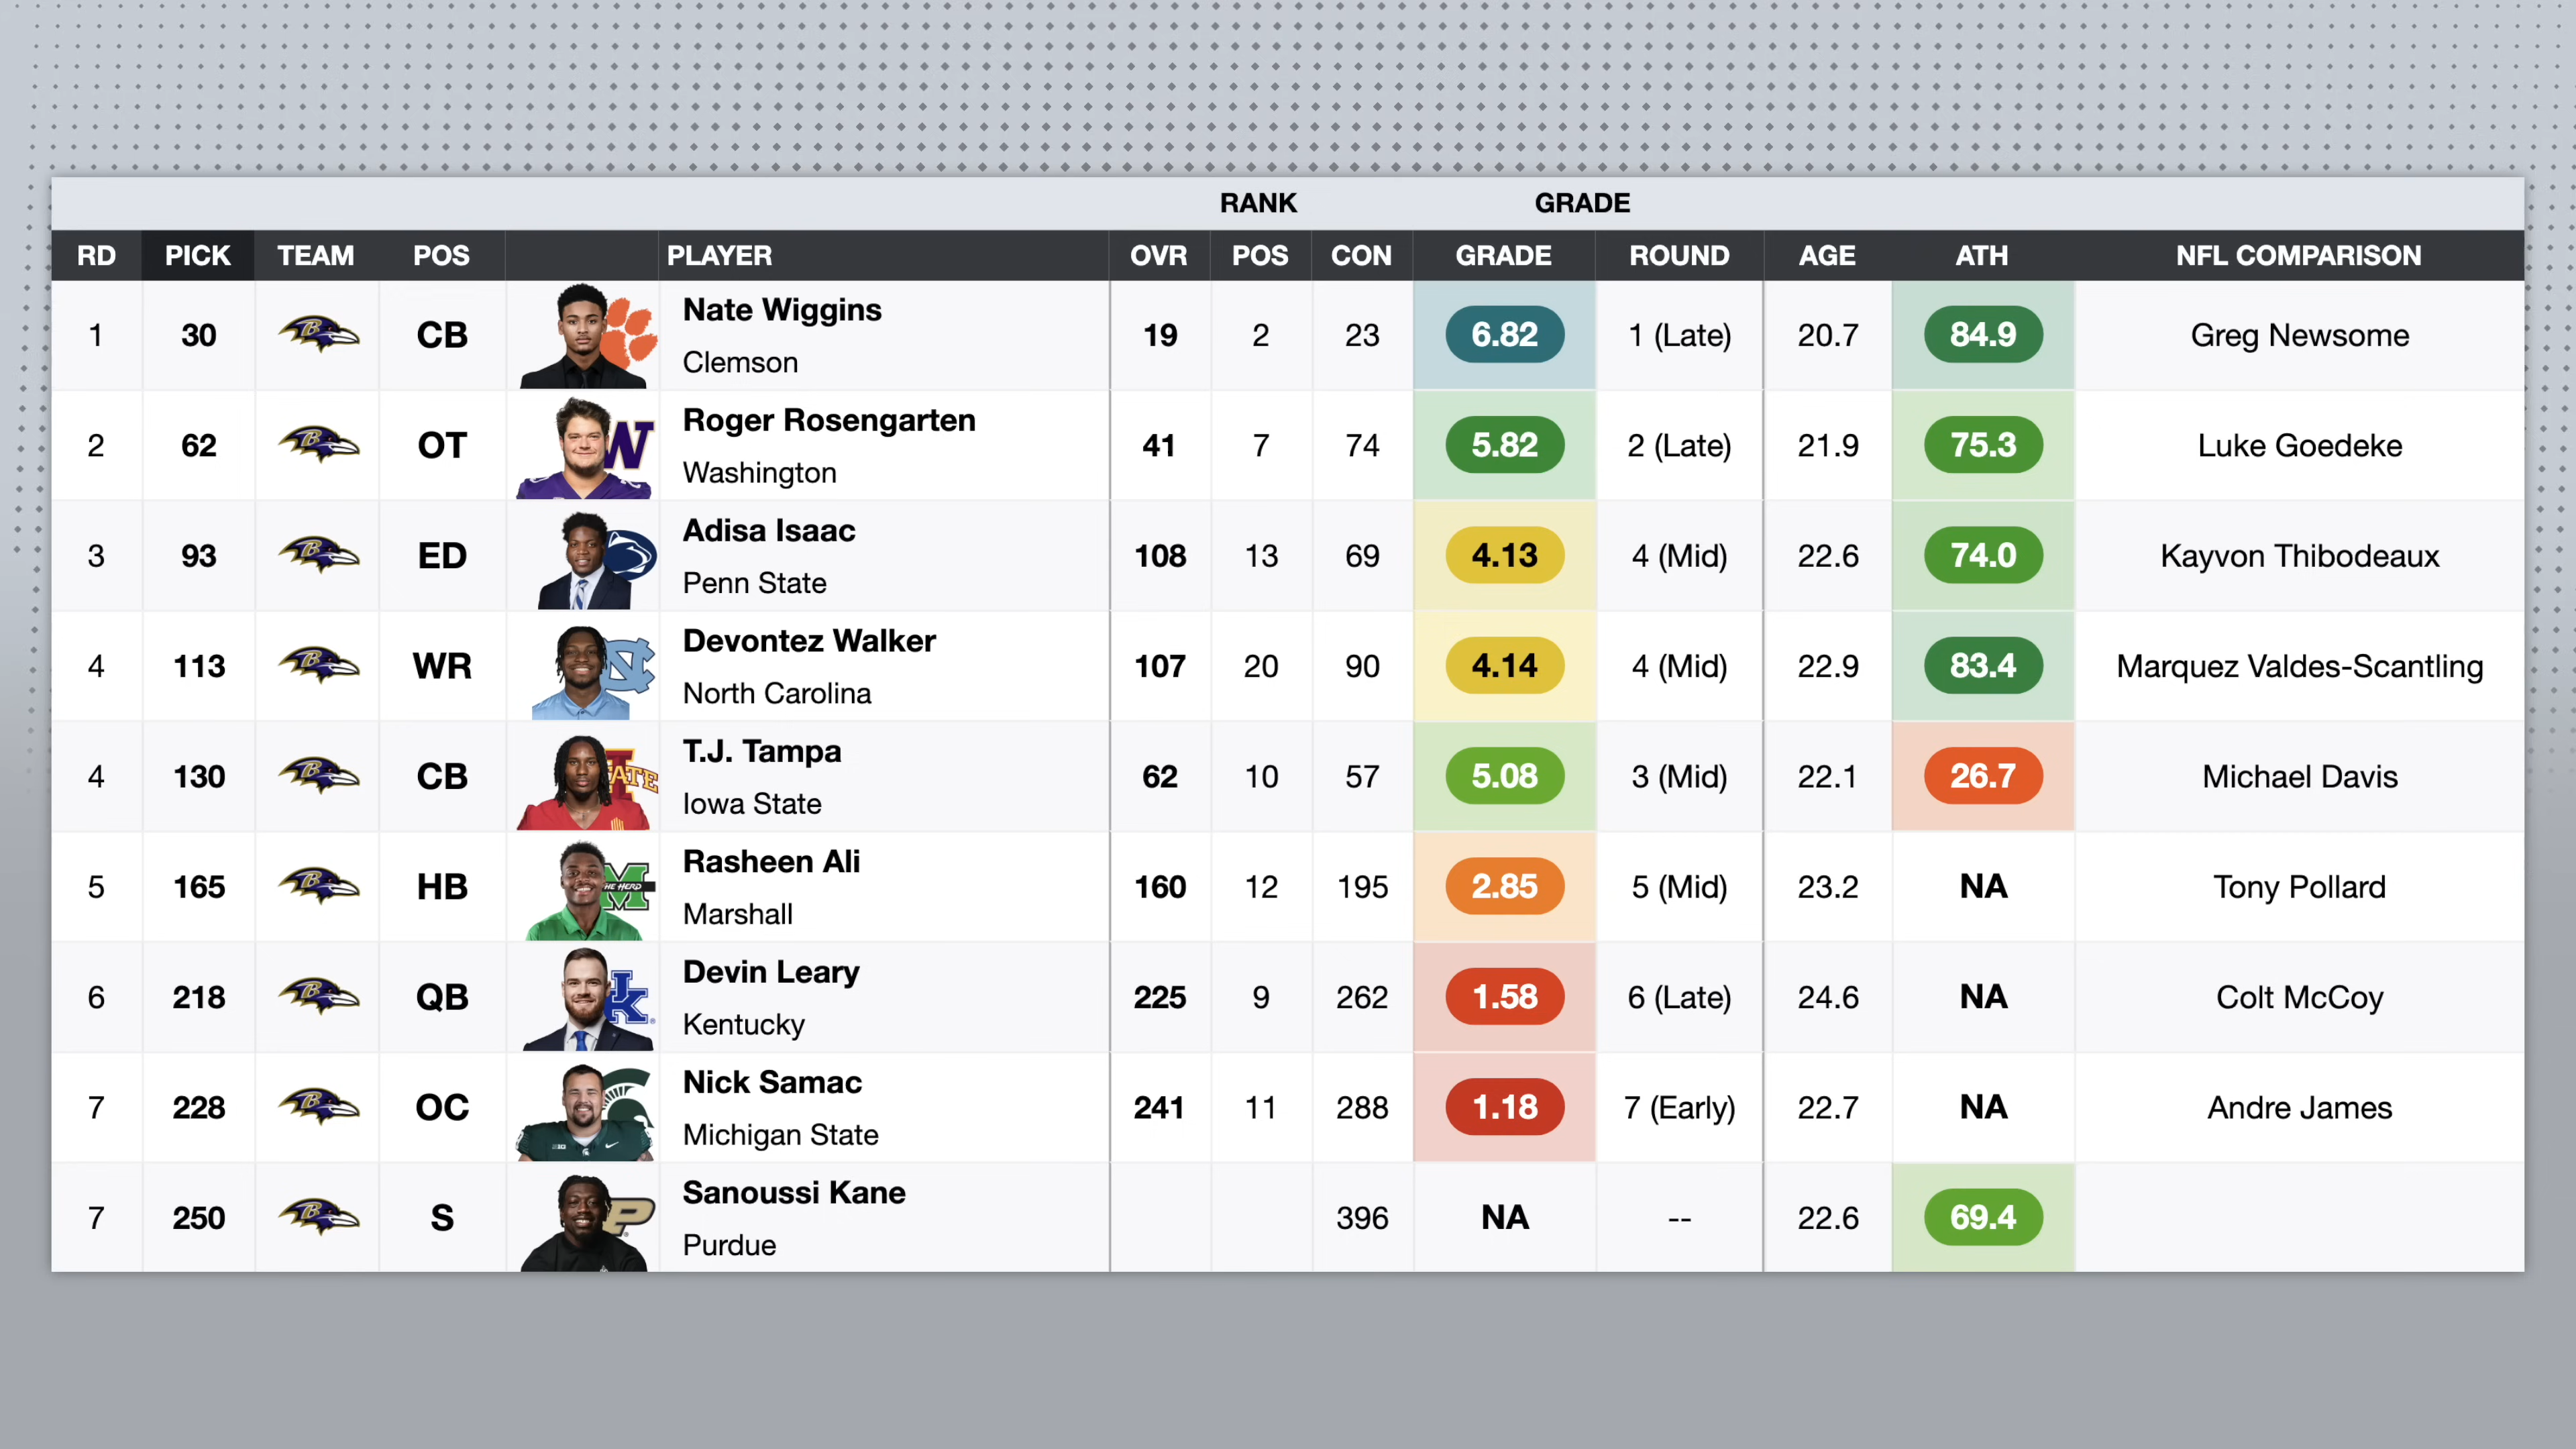 RANK GRADE
RD PICK TEAM POS PLAYER OVR POS CON GRADE ROUND AGE ATH NFL COMPARISON
1 30 CB Nate Wiggins 19 2 23 6.82 1 (Late) 20.7 84.9 Greg Newsome
Clemson
2 62 OT Roger Rosengarten 41 7 74 5.82 2 (Late) 21.9 75.3 Luke Goedeke
Washington
3 93 ED Adisa Isaac 108 13 69 4.13 4 (Mid) 22.6 74.0 Kayvon Thibodeaux
Penn State
4 113 WR Devontez Walker 107 20 90 4.14 4 (Mid) 22.9 83.4 Marquez Valdes-Scantling
North Carolina
4 130 CB T.J. Tampa 62 10 57 5.08 3 (Mid) 22.1 26.7 Michael Davis
Iowa State
5 165 HB Rasheen Ali 160 12 195 2.85 5 (Mid) 23.2 NA Tony Pollard
Marshall
6 218 QB Devin Leary 225 9 262 1.58 6 (Late) 24.6 NA Colt McCoy
Kentucky
7 228 OC Nick Samac 241 11 288 1.18 7 (Early) 22.7 NA Andre James
Michigan State
7 250 S Sanoussi Kane 396 NA -- 22.6 69.4
Purdue